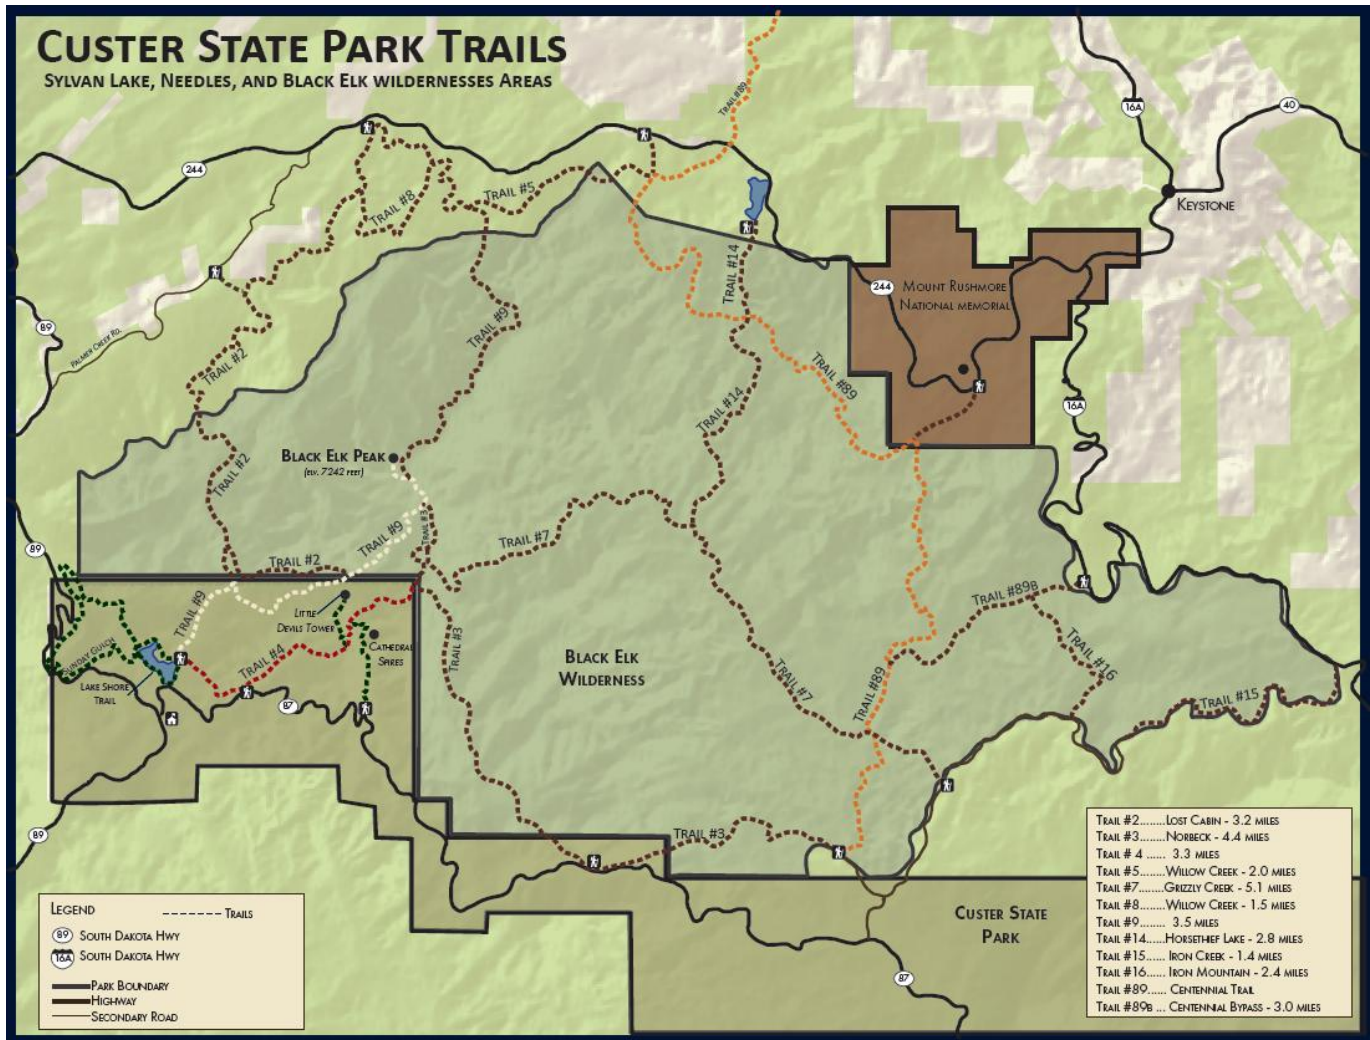 Custer State Park Trails
Sylvan Lake, Needles, and Black Elk wildernesses Areas
Trail #89
16A
40
244
Trail #8
Trail #5
Keystone
Trail #14
244
Mount Rushmore
National memorial
89
Palmer Creek Rd.
Trail #2
Trail #9
Trail #89
16A
Trail #14
Trail #2
Black Elk Peak
(elv. 7242 feet)
Trail #3
Trail #9
Trail #7
89
Trail #2
Trail #9
Little
Devils Tower
Trail #89B
Sunday Gulch
Trail #4
Cathedral
Spires
Trail #3
Black Elk
Wilderness
Trail #16
Lake Shore
Trail
87
Trail #7
Trail #89
Trail #15
89
Trail #3
Custer State
Park
87
Legend
Trails
89 South Dakota Hwy
16A South Dakota Hwy
Park Boundary
Highway
Secondary Road
Trail #2........Lost Cabin - 3.2 miles
Trail #3........Norbeck - 4.4 miles
Trail # 4 ...... 3.3 miles
Trail #5........Willow Creek - 2.0 miles
Trail #7........Grizzly Creek - 5.1 miles
Trail #8........Willow Creek - 1.5 miles
Trail #9........ 3.5 miles
Trail #14.....Horsethief Lake - 2.8 miles
Trail #15...... Iron Creek - 1.4 miles
Trail #16...... Iron Mountain - 2.4 miles
Trail #89...... Centennial Trail
Trail #89B ... Centennial Bypass - 3.0 miles